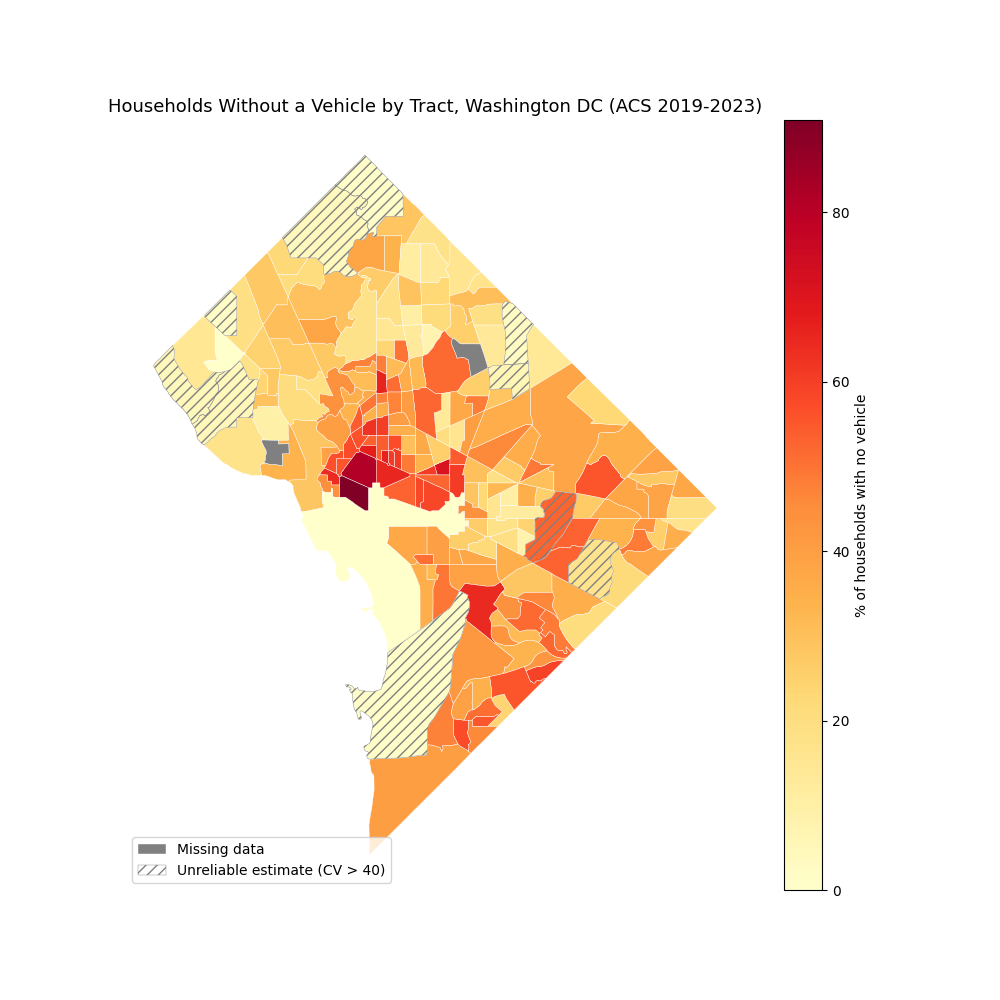 Households Without a Vehicle by Tract, Washington DC (ACS 2019-2023)
80
60
40
20
0
% of households with no vehicle
Missing data
Unreliable estimate (CV > 40)